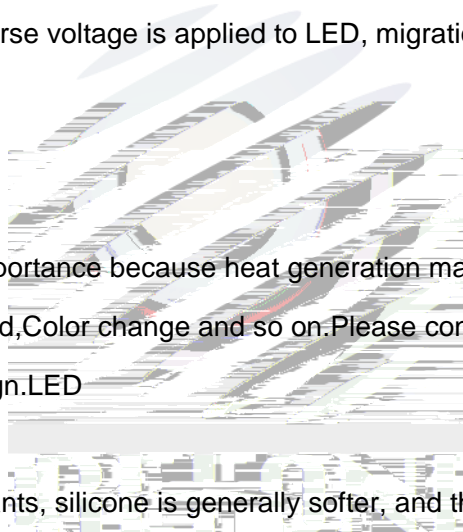 rse voltage is applied to LED, migratio
portance because heat generation ma
d,Color change and so on.Please con
gn.LED
nts, silicone is generally softer, and th